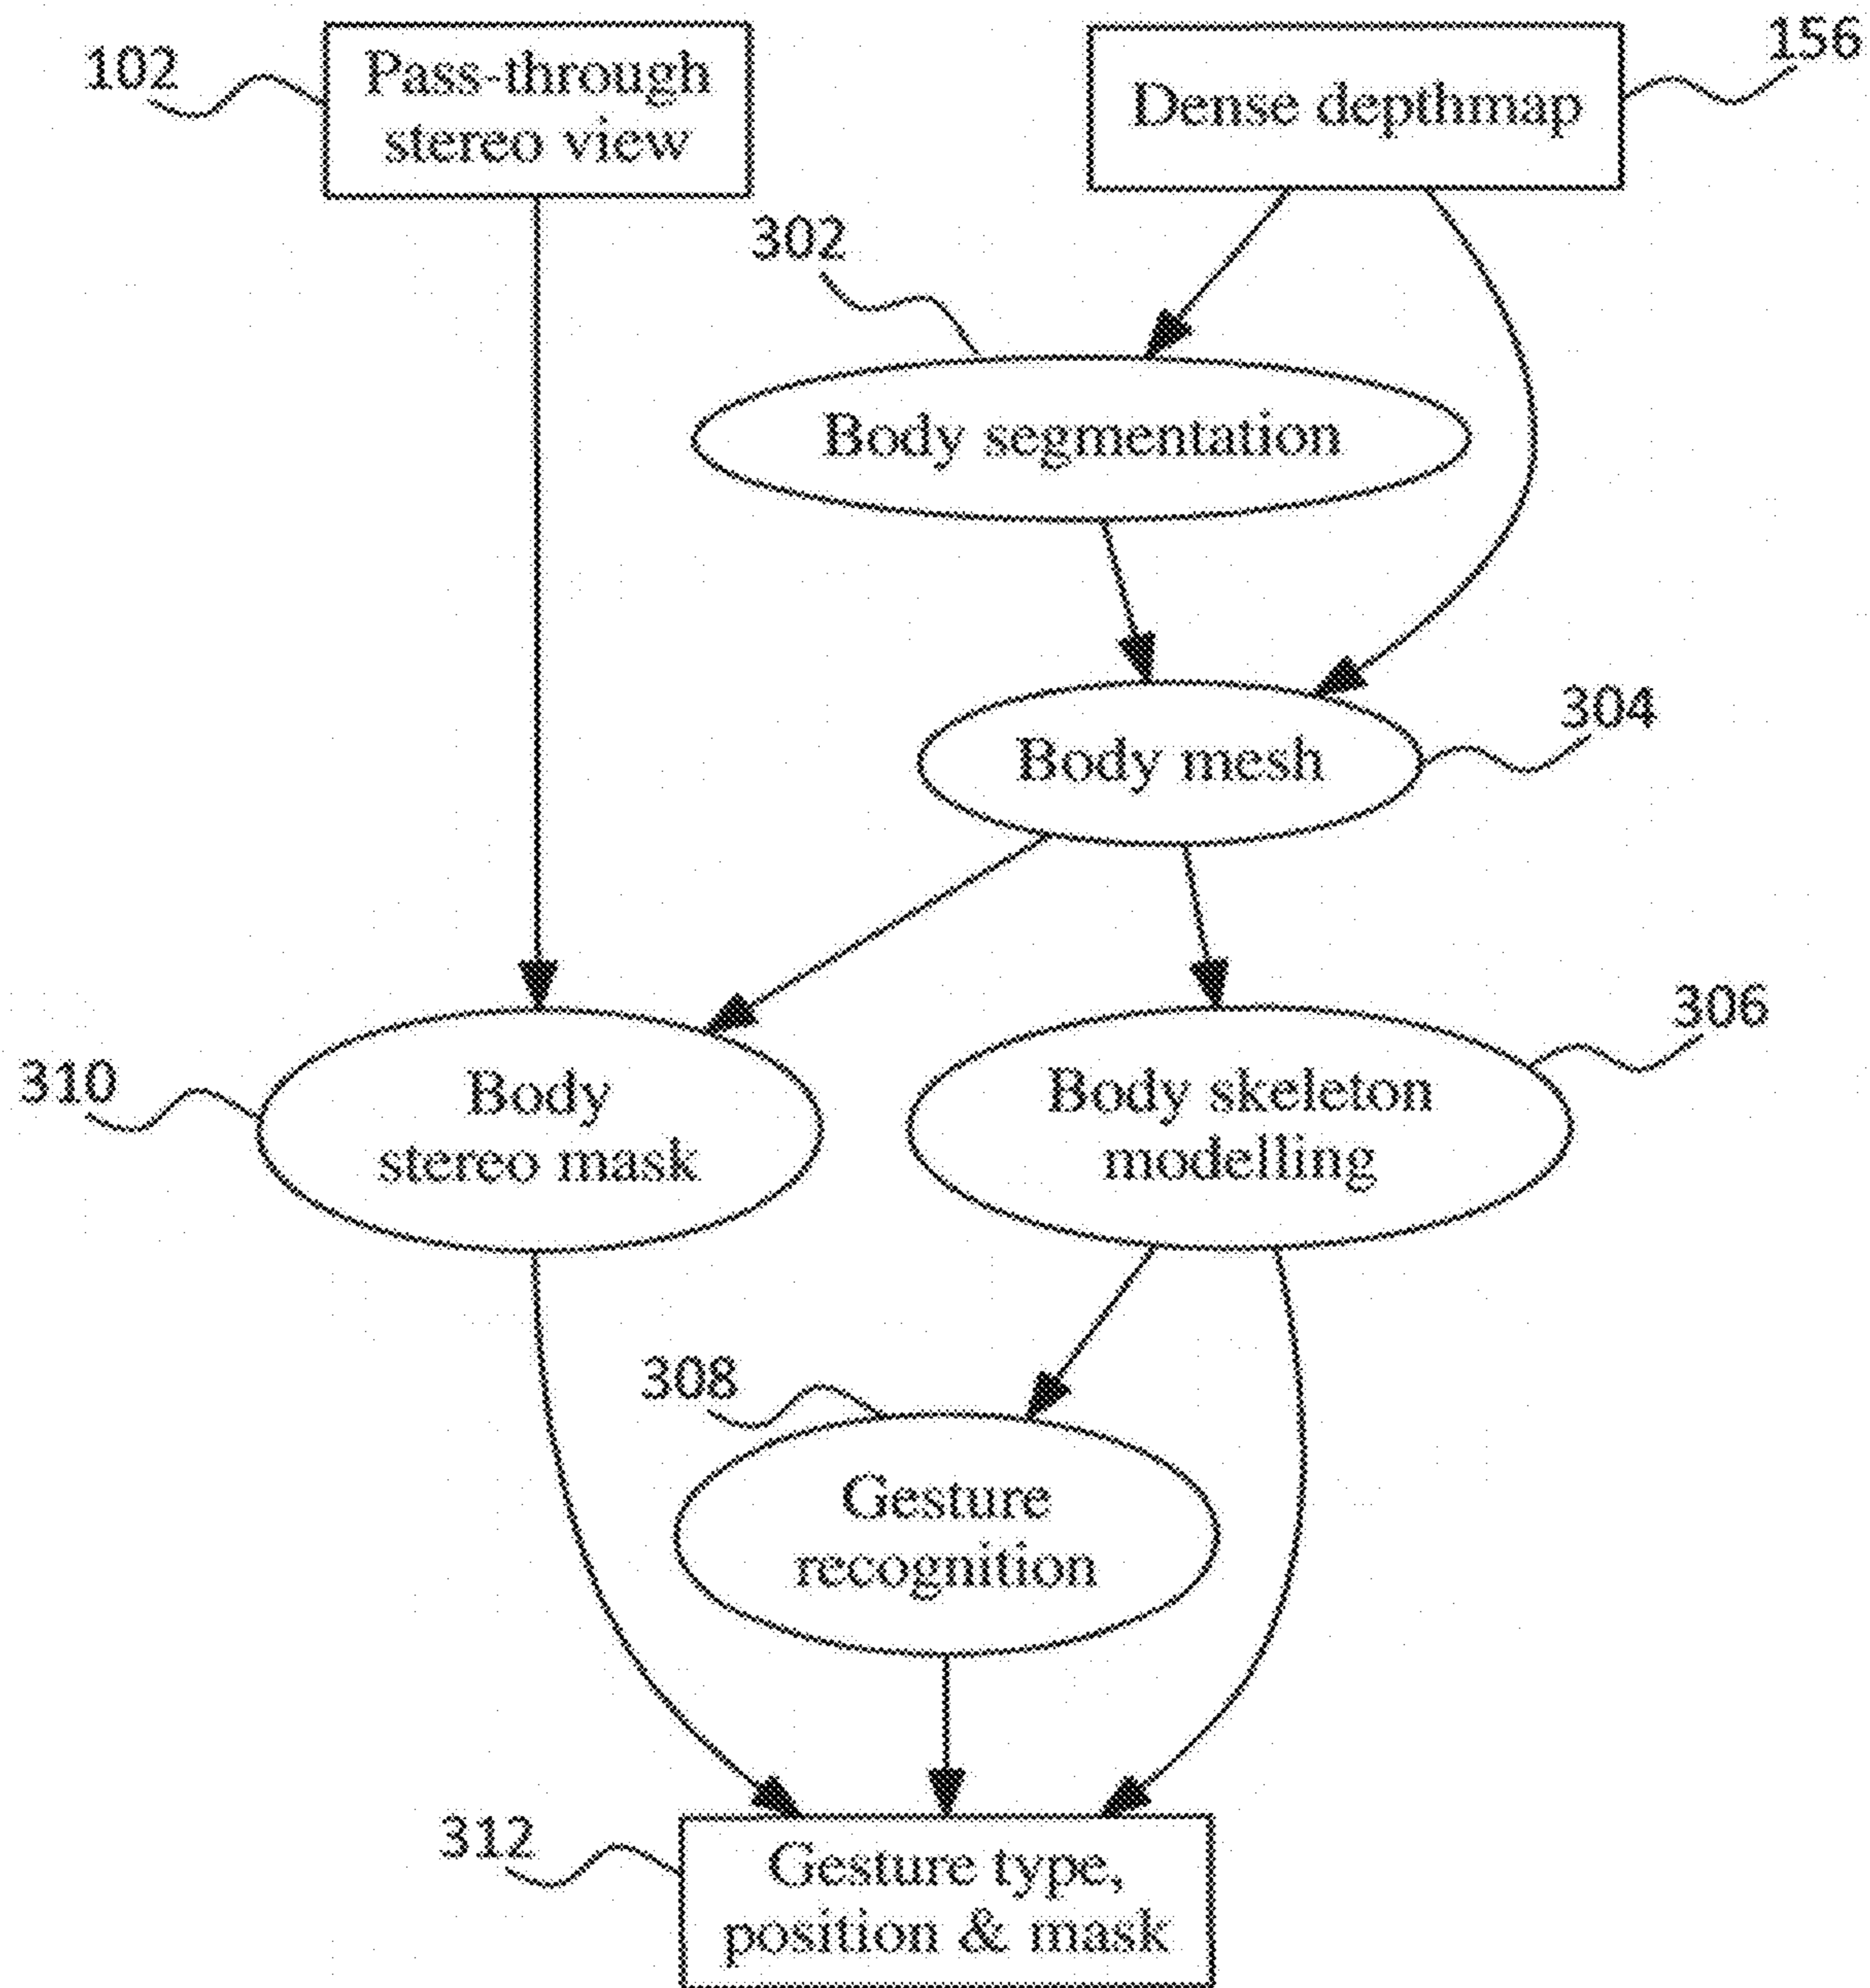 102
Pass-through
stereo view
Dense depthmap
156
302
Body segmentation
Body mesh
304
310
Body
stereo mask
Body skeleton
modelling
306
308
Gesture
recognition
312
Gesture type,
position & mask